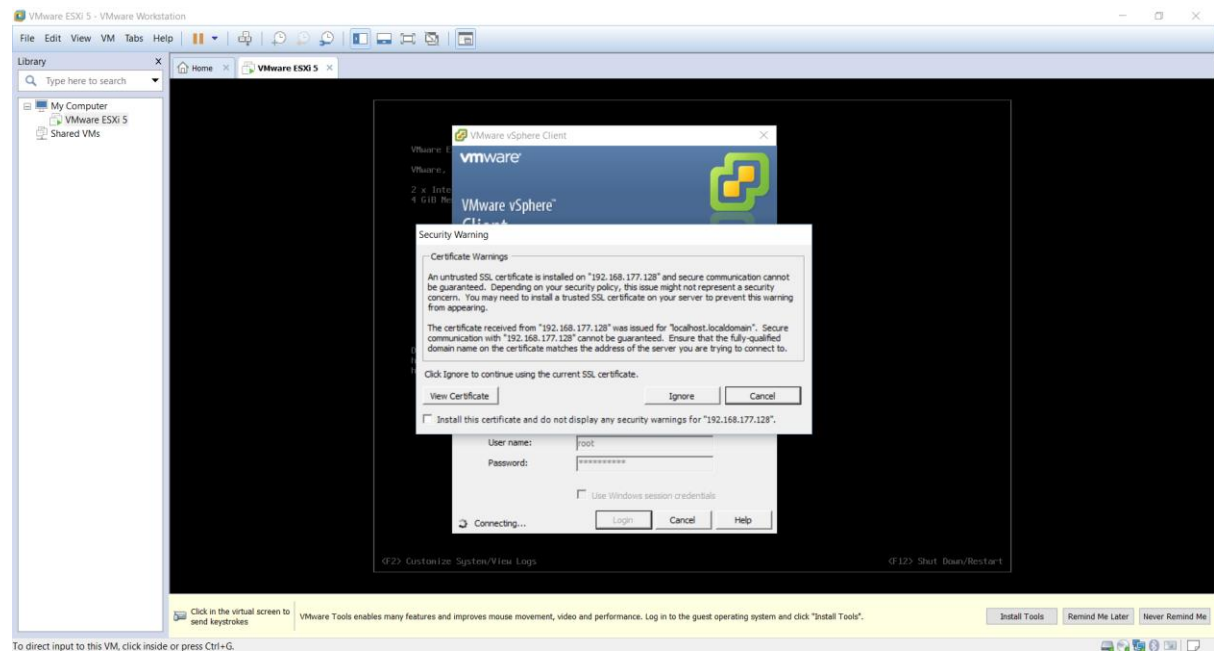 VMware ESXi 5 - VMware Workstation
File Edit View VM Tabs Help
Library X
Type here to search
My Computer
VMware ESXi 5
Shared VMs
Home × VMware ESXi 5 ×
VMware
VMware,
2 x Inte
4 GiB Me
VMware vSphere Client
vmware
VMware vSphere™
Client
Security Warning
Certificate Warnings
An untrusted SSL certificate is installed on "192.168.177.128" and secure communication cannot
be guaranteed. Depending on your security policy, this issue might not represent a security
concern. You may need to install a trusted SSL certificate on your server to prevent this warning
from appearing.
The certificate received from "192.168.177.128" was issued for "localhost.localdomain". Secure
communication with "192.168.177.128" cannot be guaranteed. Ensure that the fully-qualified
domain name on the certificate matches the address of the server you are trying to connect to.
Click Ignore to continue using the current SSL certificate.
View Certificate Ignore Cancel
Install this certificate and do not display any security warnings for "192.168.177.128".
User name: root
Password: **********
Use Windows session credentials
Connecting... Login Cancel Help
<F2> Customize System/View Logs <F12> Shut Down/Restart
Click in the virtual screen to
send keystrokes
VMware Tools enables many features and improves mouse movement, video and performance. Log in to the guest operating system and click "Install Tools".
Install Tools Remind Me Later Never Remind Me
To direct input to this VM, click inside or press Ctrl+G.